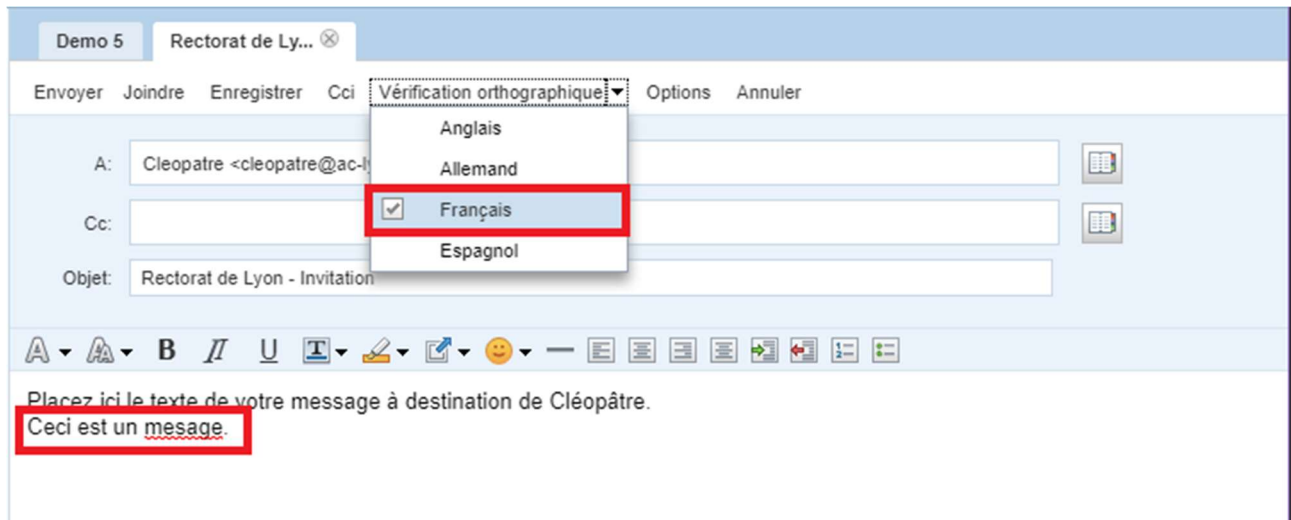 Demo 5 Rectorat de Ly...
Envoyer Joindre Enregistrer Cci Vérification orthographique Options Annuler
Anglais
A: Cleopatre <cleopatre@ac-l
Allemand
Français
Cc:
Espagnol
Objet: Rectorat de Lyon - Invitation
B I U T
Placez ici le texte de votre message à destination de Cléopâtre.
Ceci est un mesage.